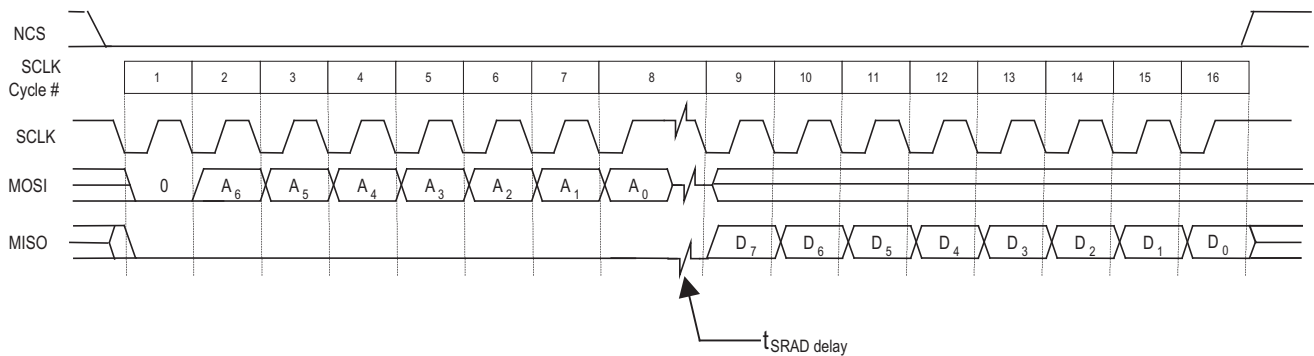 NCS
SCLK
Cycle #
1 2 3 4 5 6 7 8 9 10 11 12 13 14 15 16
SCLK
MOSI 0 A6 A5 A4 A3 A2 A1 A0
MISO D7 D6 D5 D4 D3 D2 D1 D0
tSRAD delay